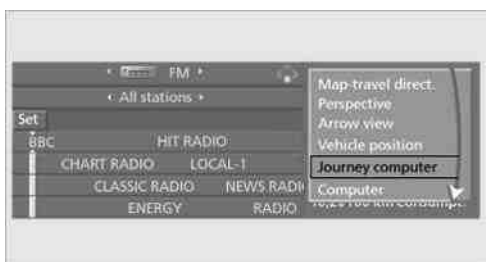 FM
All stations
Map-travel direct.
Perspective
Arrow view
Vehicle position
Journey computer
Computer
Set
BBC HIT RADIO
CHART RADIO LOCAL-1
CLASSIC RADIO NEWS RADI
ENERGY RADIO